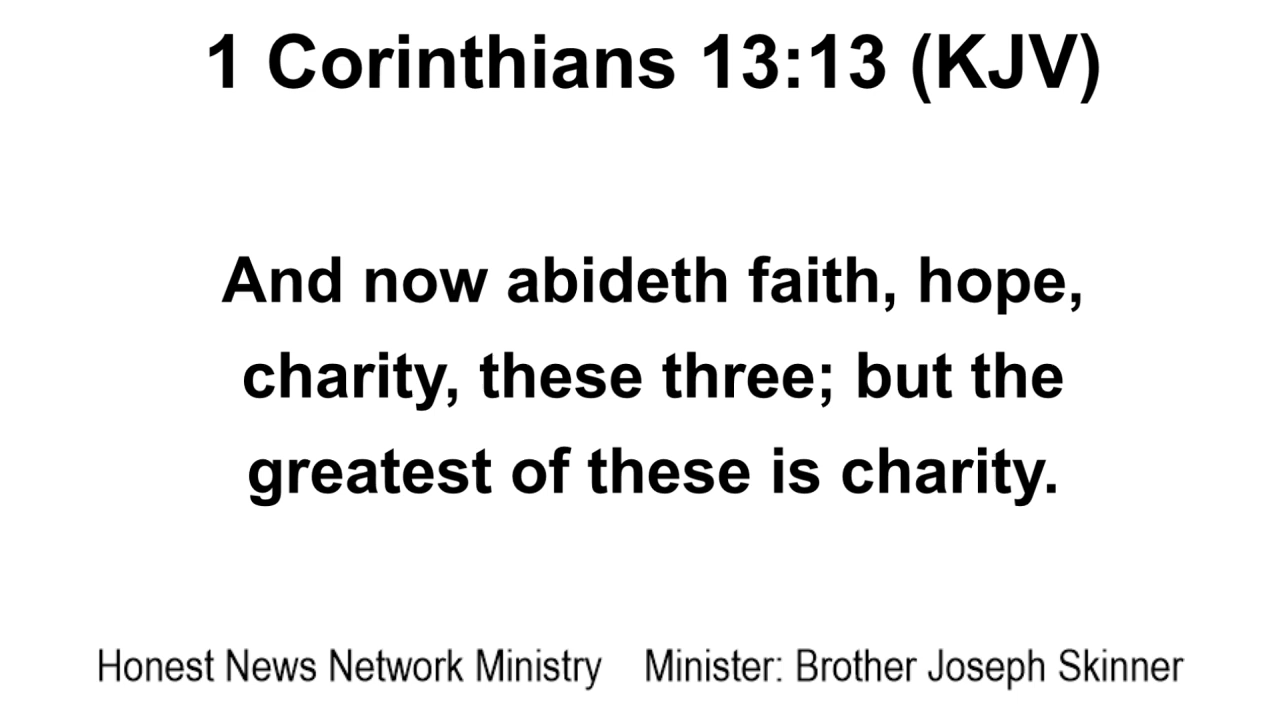 1 Corinthians 13:13 (KJV)
And now abideth faith, hope,
charity, these three; but the
greatest of these is charity.
Honest News Network Ministry Minister: Brother Joseph Skinner